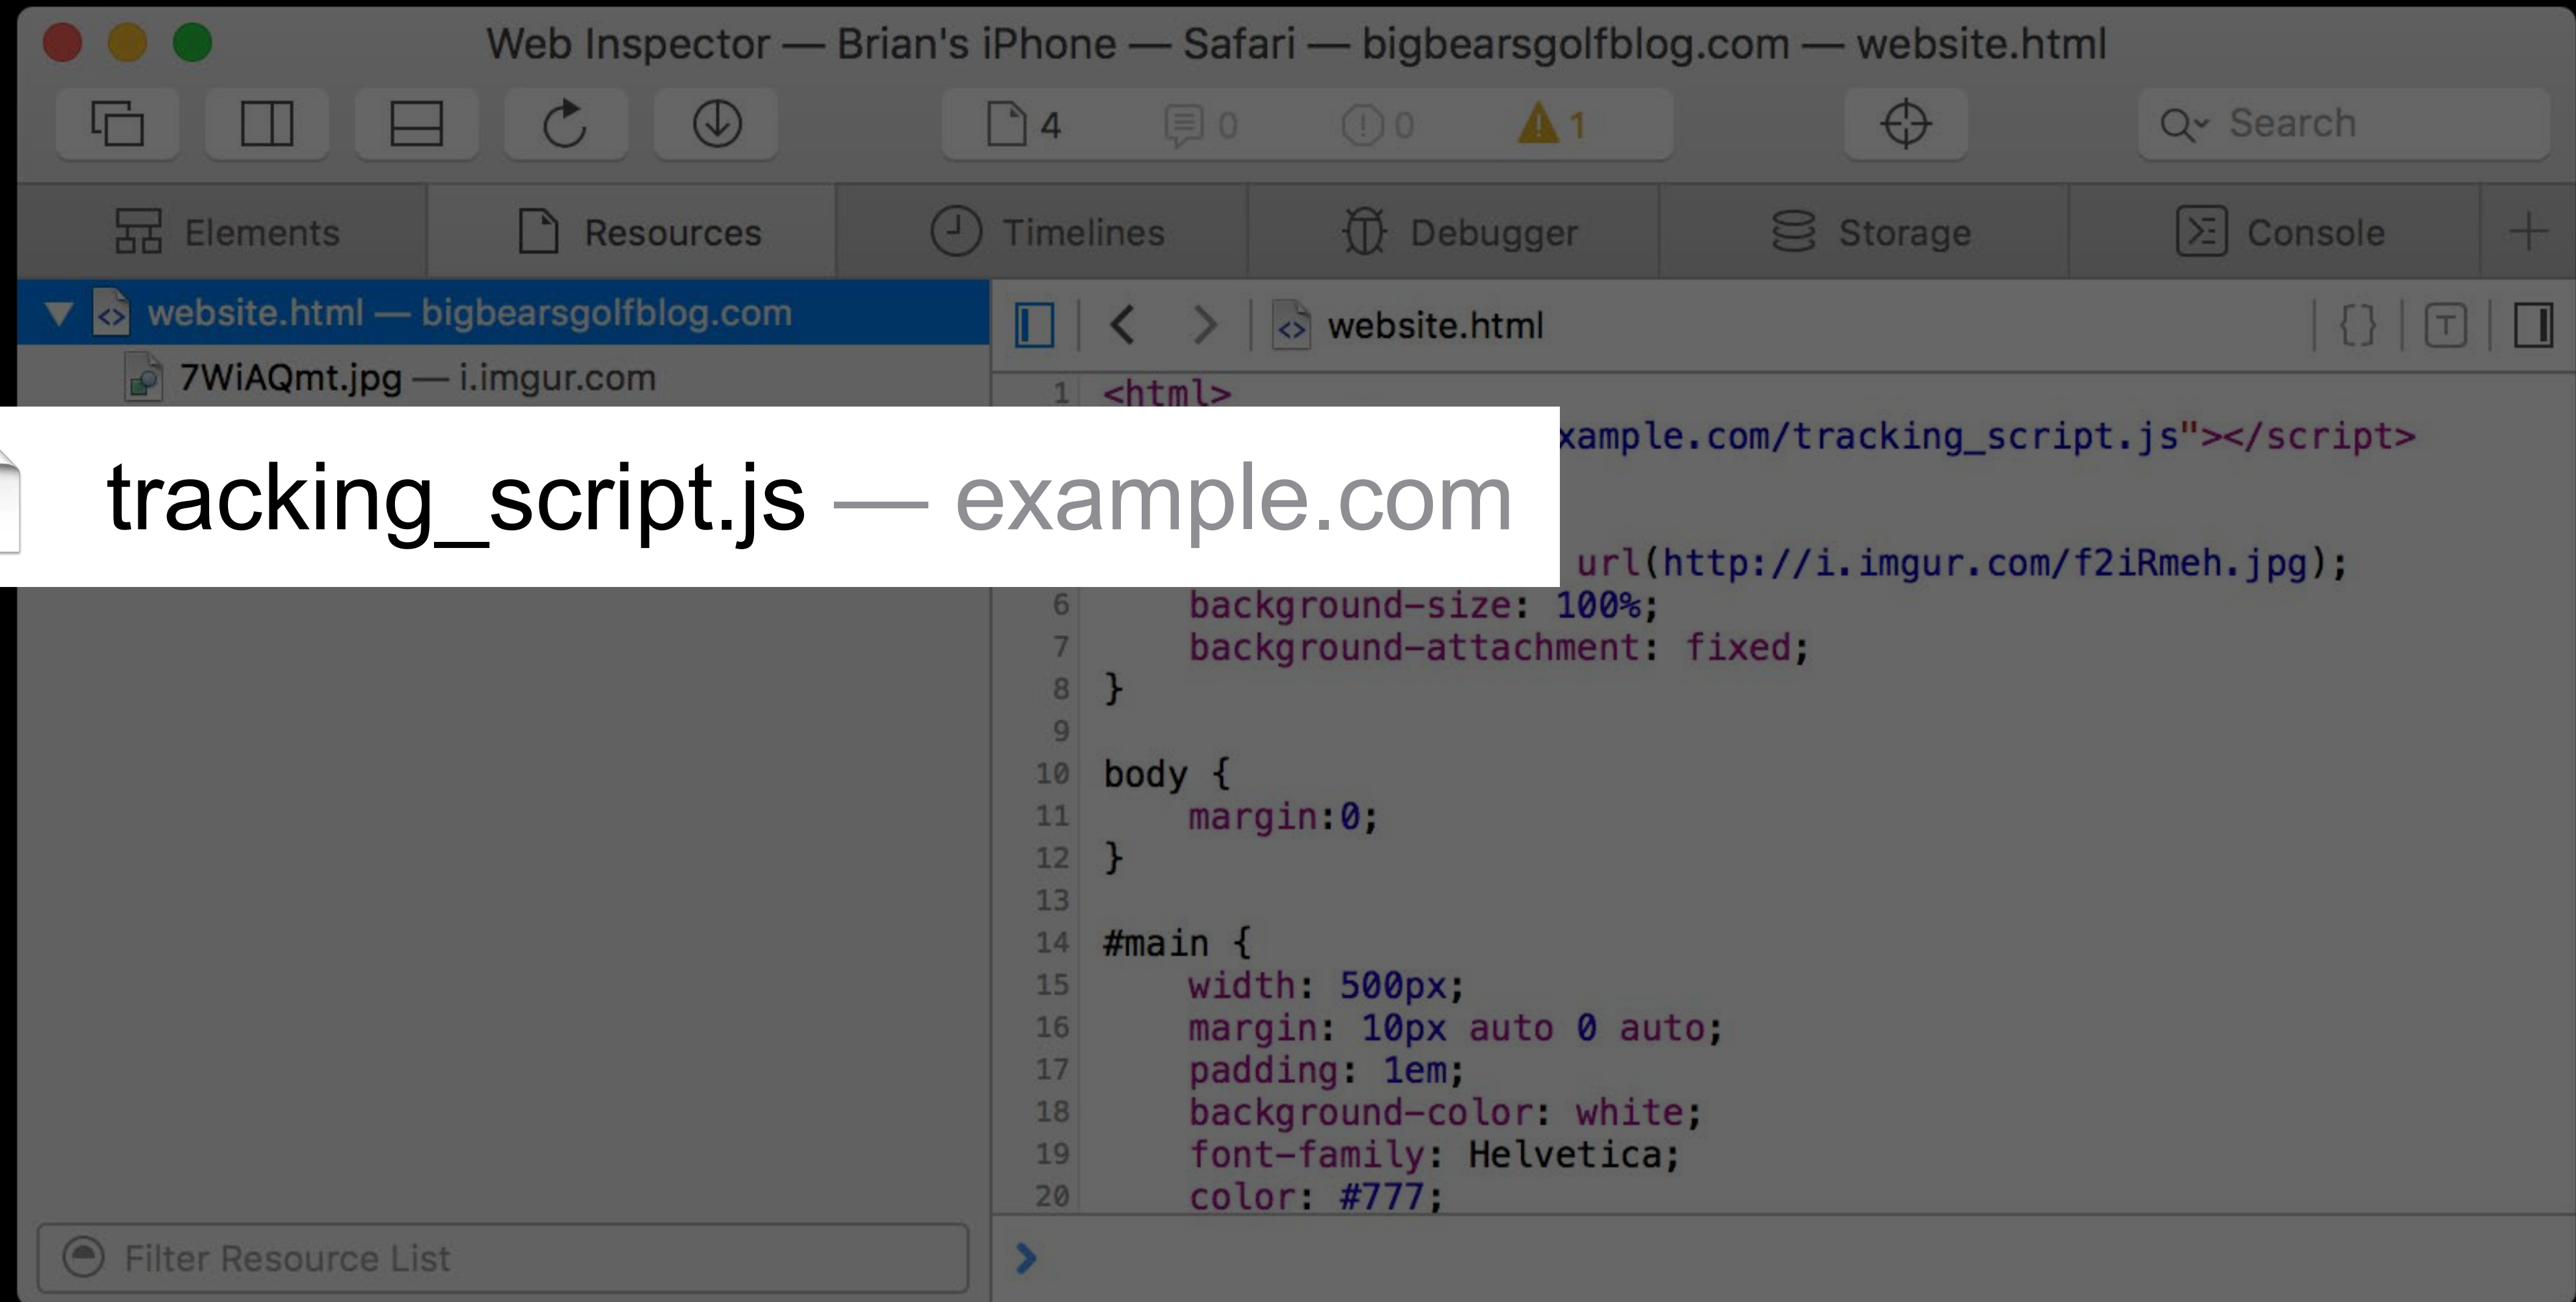 Web Inspector — Brian's iPhone — Safari — bigbearsgolfblog.com — website.html
4 0 0 1 Search
Elements Resources Timelines Debugger Storage Console
website.html — bigbearsgolfblog.com
7WiAQmt.jpg — i.imgur.com
tracking_script.js — example.com
Filter Resource List
website.html {} T
1 <html>
xample.com/tracking_script.js"></script>
url(http://i.imgur.com/f2iRmeh.jpg);
6 background-size: 100%;
7 background-attachment: fixed;
8 }
9
10 body {
11 margin:0;
12 }
13
14 #main {
15 width: 500px;
16 margin: 10px auto 0 auto;
17 padding: 1em;
18 background-color: white;
19 font-family: Helvetica;
20 color: #777;